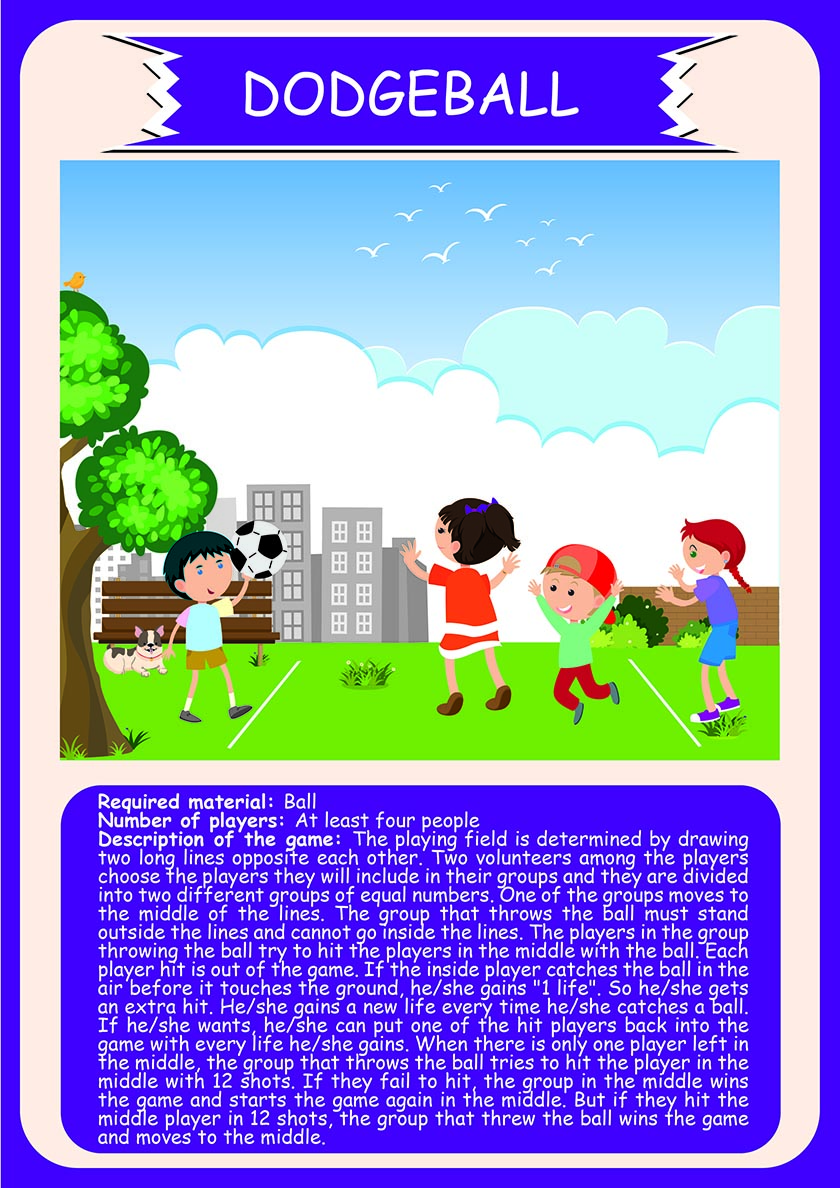 DODGEBALL
Required material: Ball
Number of players: At least four people
Description of the game: The playing field is determined by drawing
two long lines opposite each other. Two volunteers among the players
choose the players they will include in their groups and they are divided
into two different groups of equal numbers. One of the groups moves to
the middle of the lines. The group that throws the ball must stand
outside the lines and cannot go inside the lines. The players in the group
throwing the ball try to hit the players in the middle with the ball. Each
player hit is out of the game. If the inside player catches the ball in the
air before it touches the ground, he/she gains "1 life". So he/she gets
an extra hit. He/she gains a new life every time he/she catches a ball.
If he/she wants, he/she can put one of the hit players back into the
game with every life he/she gains. When there is only one player left in
the middle, the group that throws the ball tries to hit the player in the
middle with 12 shots. If they fail to hit, the group in the middle wins
the game and starts the game again in the middle. But if they hit the
middle player in 12 shots, the group that threw the ball wins the game
and moves to the middle.